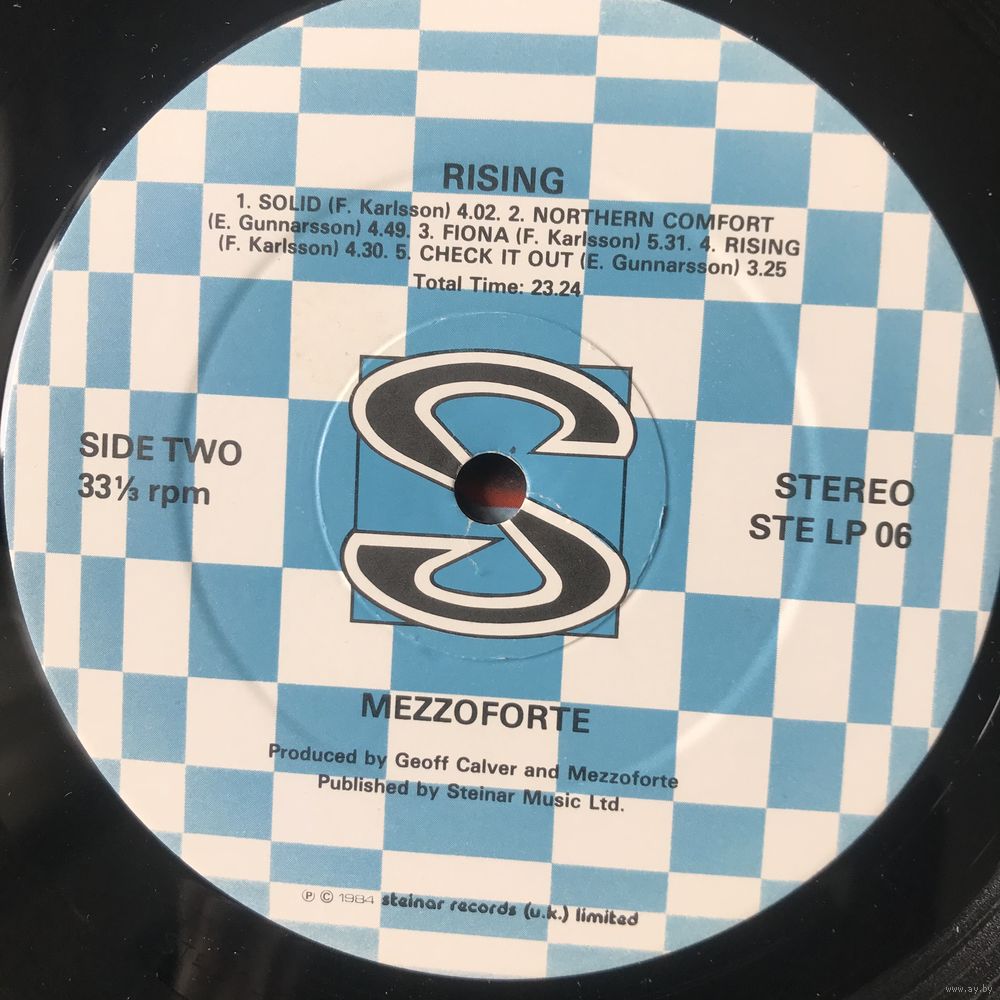 RISING
1. SOLID (F. Karlsson) 4.02. 2. NORTHERN COMFORT
(E. Gunnarsson) 4.49. 3. FIONA (F. Karlsson) 5.31. 4. RISING
(F. Karlsson) 4.30. 5. CHECK IT OUT (E. Gunnarsson) 3.25
Total Time: 23.24
S
SIDE TWO
33⅓ rpm
STEREO
STE LP 06
MEZZOFORTE
Produced by Geoff Calver and Mezzoforte
Published by Steinar Music Ltd.
Ⓟ © 1984 steinar records (u.k.) limited
www.ay.by